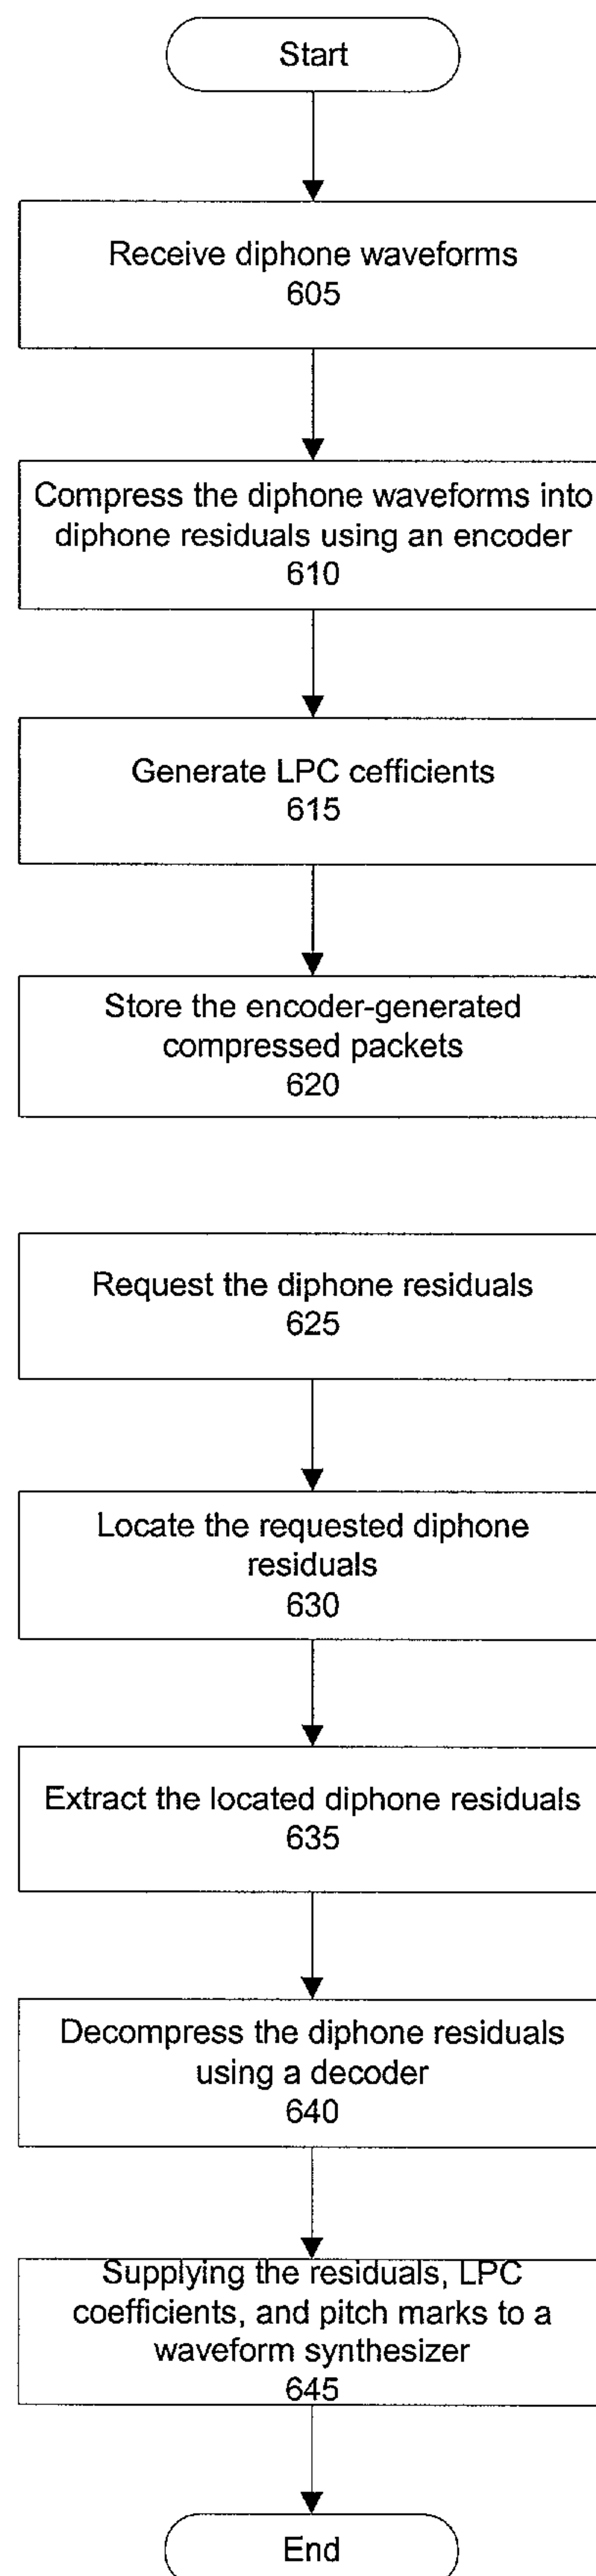 Start
Receive diphone waveforms
605
Compress the diphone waveforms into
diphone residuals using an encoder
610
Generate LPC cefficients
615
Store the encoder-generated
compressed packets
620
Request the diphone residuals
625
Locate the requested diphone
residuals
630
Extract the located diphone residuals
635
Decompress the diphone residuals
using a decoder
640
Supplying the residuals, LPC
coefficients, and pitch marks to a
waveform synthesizer
645
End